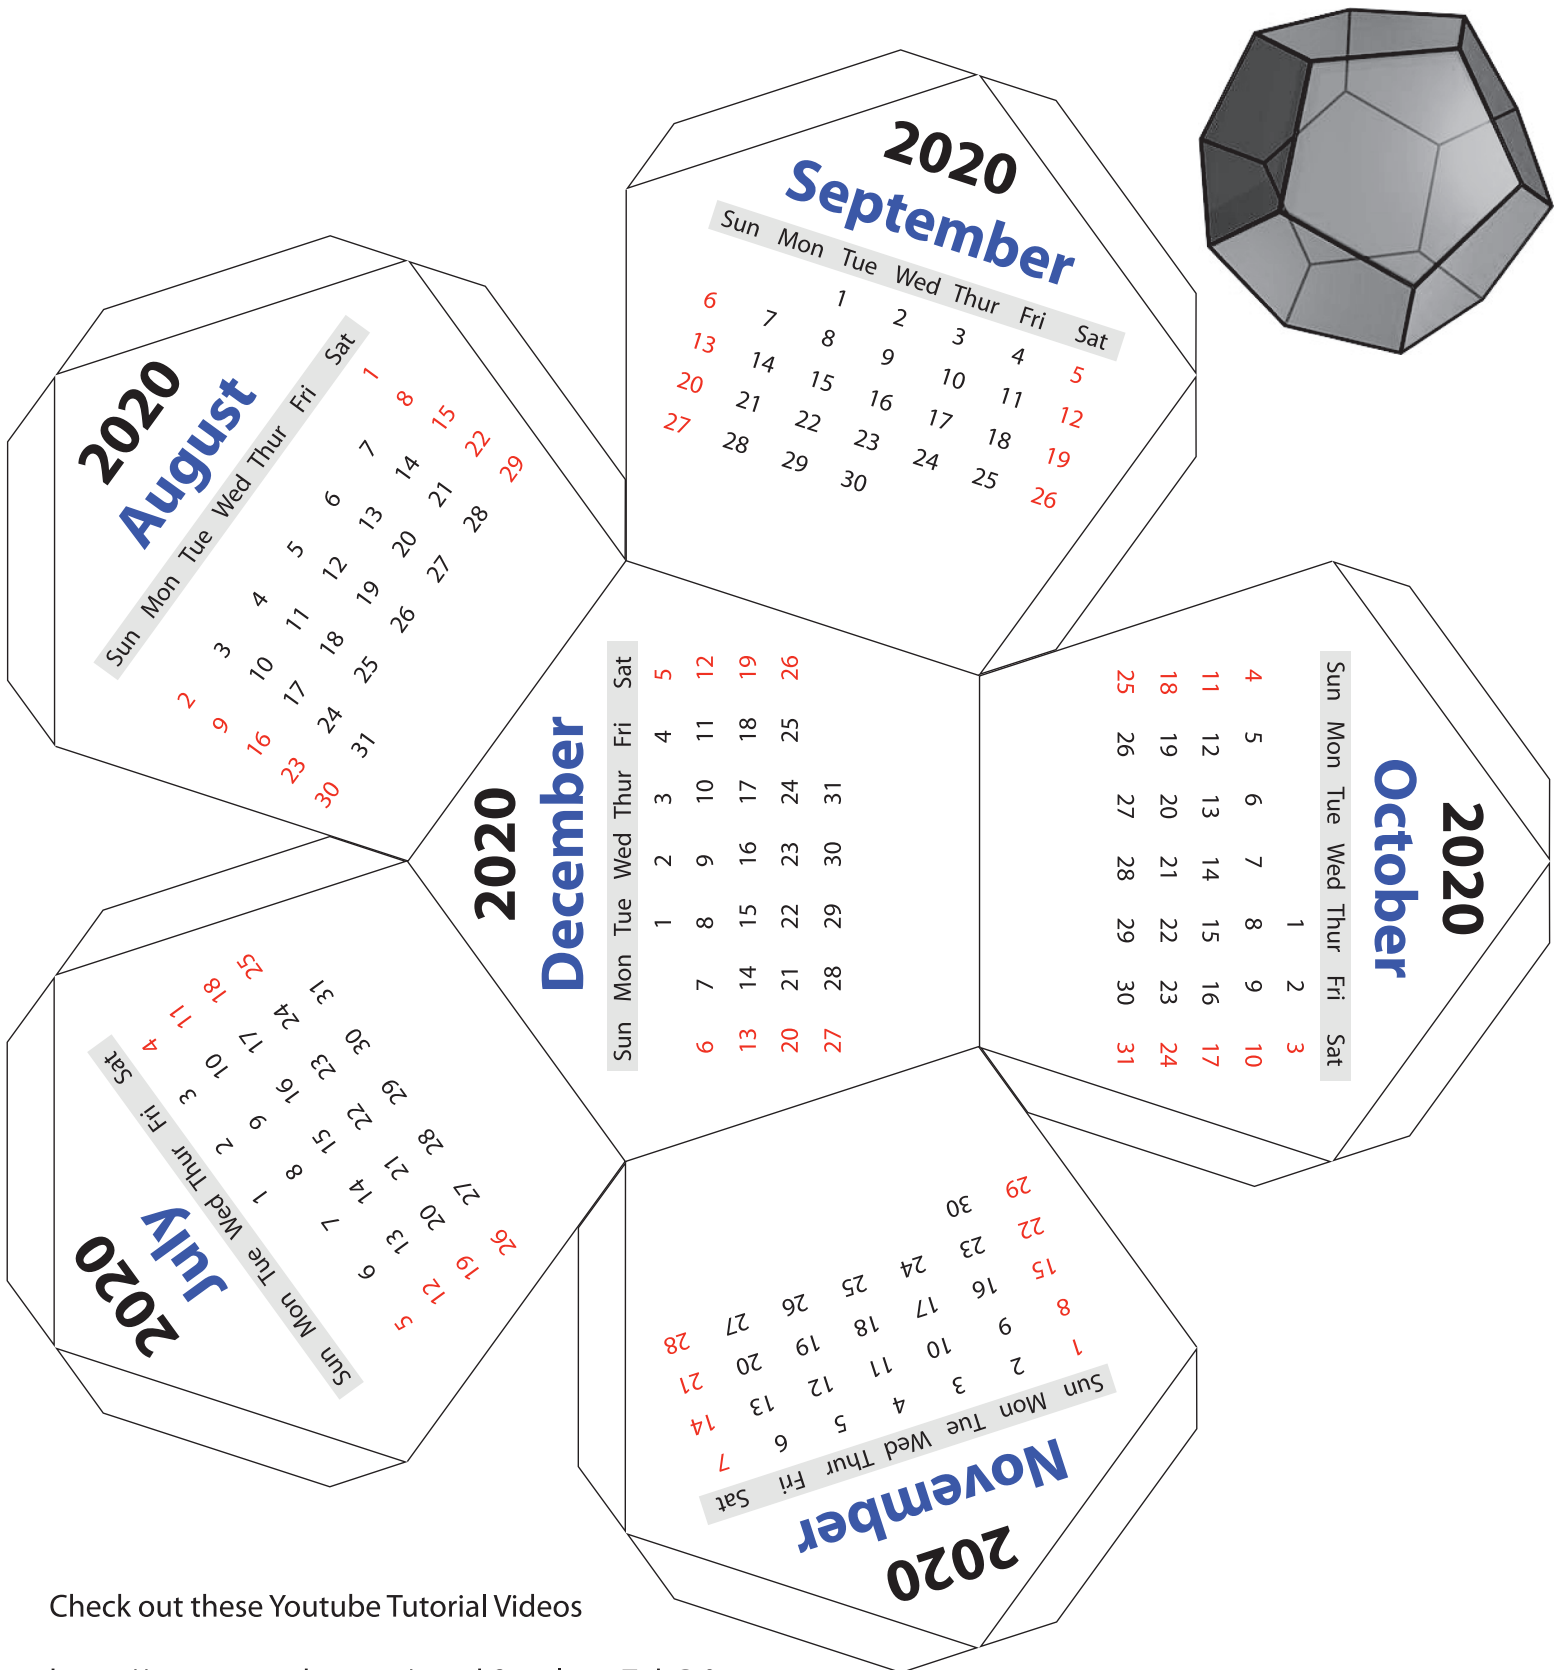 2020
September
Sun Mon Tue Wed Thur Fri Sat
1 2 3 4 5
6 7 8 9 10 11 12
13 14 15 16 17 18 19
20 21 22 23 24 25 26
27 28 29 30
2020
August
Sun Mon Tue Wed Thur Fri Sat
1
2 3 4 5 6 7 8
9 10 11 12 13 14 15
16 17 18 19 20 21 22
23 24 25 26 27 28 29
30 31
2020
December
Sun Mon Tue Wed Thur Fri Sat
1 2 3 4 5
6 7 8 9 10 11 12
13 14 15 16 17 18 19
20 21 22 23 24 25 26
27 28 29 30 31
2020
October
Sun Mon Tue Wed Thur Fri Sat
1 2 3
4 5 6 7 8 9 10
11 12 13 14 15 16 17
18 19 20 21 22 23 24
25 26 27 28 29 30 31
2020
July
Sun Mon Tue Wed Thur Fri Sat
1 2 3 4
5 6 7 8 9 10 11
12 13 14 15 16 17 18
19 20 21 22 23 24 25
26 27 28 29 30 31
2020
November
Sun Mon Tue Wed Thur Fri Sat
1 2 3 4 5 6 7
8 9 10 11 12 13 14
15 16 17 18 19 20 21
22 23 24 25 26 27 28
29 30
Check out these Youtube Tutorial Videos